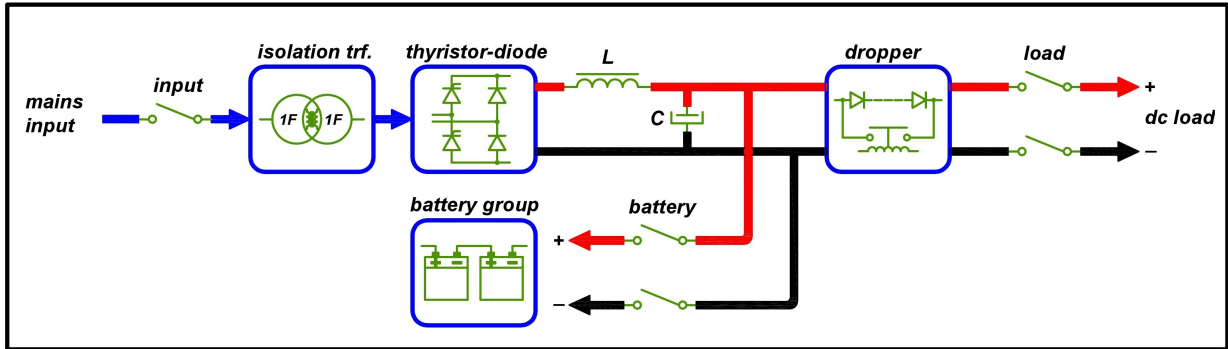 isolation trf.
thyristor-diode
L
dropper
load
input
mains
input
1F
1F
C
+
dc load
–
battery group
battery
+
–
+ –
+ –